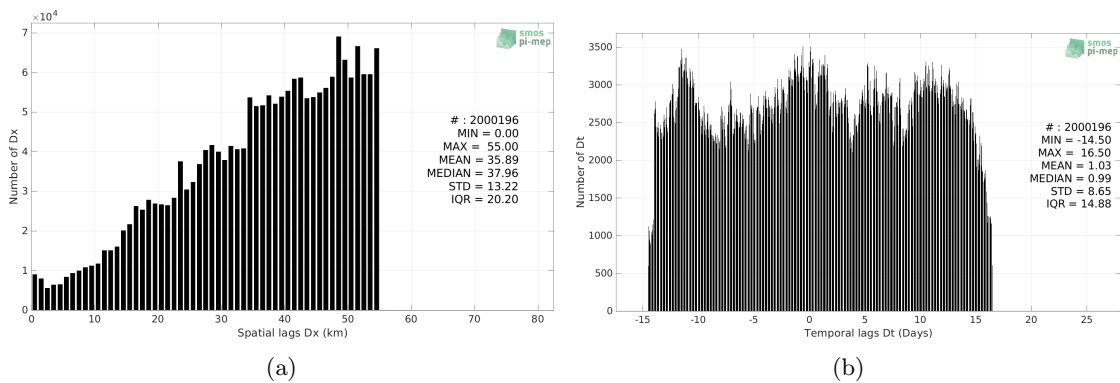 ×10⁴
7
6
5
4
3
2
1
0
Number of Dx
0 10 20 30 40 50 60 70 80
Spatial lags Dx (km)
smos
pi-mep
# : 2000196
MIN = 0.00
MAX = 55.00
MEAN = 35.89
MEDIAN = 37.96
STD = 13.22
IQR = 20.20
(a)
3500
3000
2500
2000
1500
1000
500
0
Number of Dt
-15 -10 -5 0 5 10 15 20 25
Temporal lags Dt (Days)
smos
pi-mep
# : 2000196
MIN = -14.50
MAX = 16.50
MEAN = 1.03
MEDIAN = 0.99
STD = 8.65
IQR = 14.88
(b)